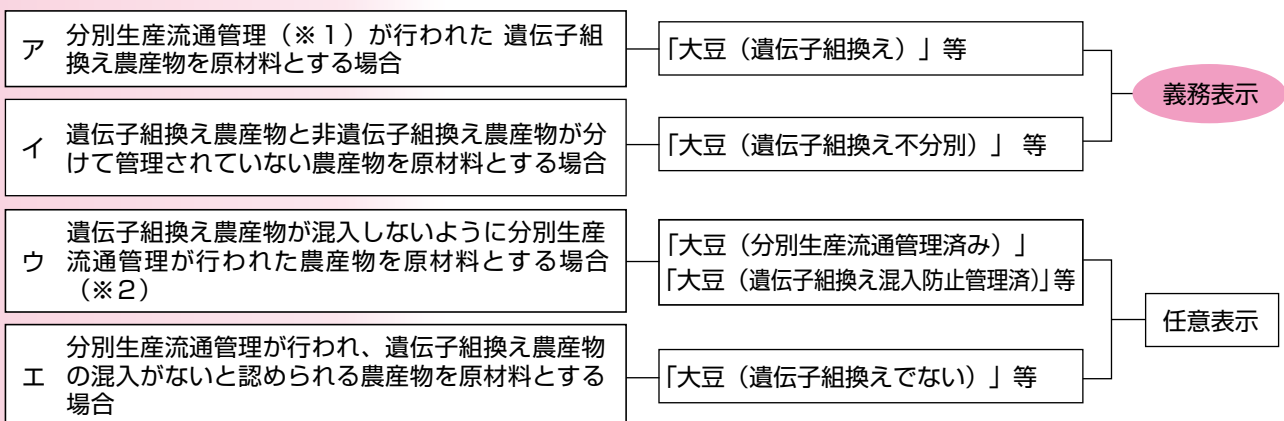 ア 分別生産流通管理（※１）が行われた 遺伝子組
換え農産物を原材料とする場合
「大豆（遺伝子組換え）」等
義務表示
イ 遺伝子組換え農産物と非遺伝子組換え農産物が分
けて管理されていない農産物を原材料とする場合
「大豆（遺伝子組換え不分別）」 等
ウ 遺伝子組換え農産物が混入しないように分別生産
流通管理が行われた農産物を原材料とする場合
（※２）
「大豆（分別生産流通管理済み）」
「大豆（遺伝子組換え混入防止管理済）」等
任意表示
エ 分別生産流通管理が行われ、遺伝子組換え農産物
の混入がないと認められる農産物を原材料とする
場合
「大豆（遺伝子組換えでない）」等